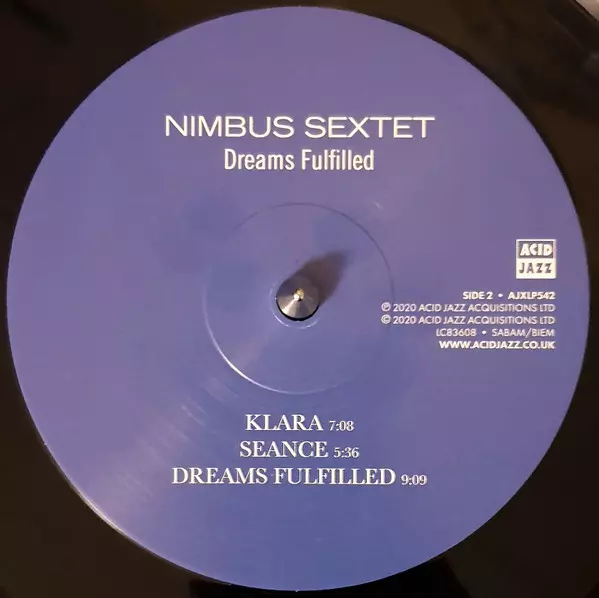 NIMBUS SEXTET
Dreams Fulfilled
ACID
JAZZ
SIDE 2 • AJXLP542
℗ 2020 ACID JAZZ ACQUISITIONS LTD
© 2020 ACID JAZZ ACQUISITIONS LTD
LC83608 • SABAM/BIEM
WWW.ACIDJAZZ.CO.UK
KLARA 7:08
SEANCE 5:36
DREAMS FULFILLED 9:09